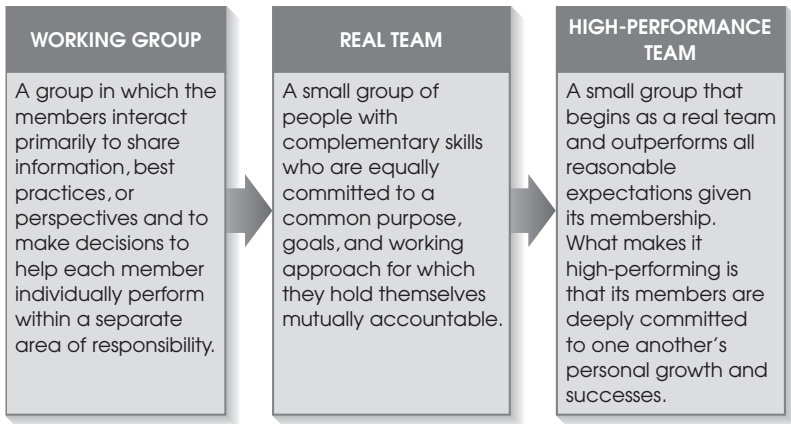 WORKING GROUP
A group in which the
members interact
primarily to share
information, best
practices, or
perspectives and to
make decisions to
help each member
individually perform
within a separate
area of responsibility.
REAL TEAM
A small group of
people with
complementary skills
who are equally
committed to a
common purpose,
goals, and working
approach for which
they hold themselves
mutually accountable.
HIGH-PERFORMANCE
TEAM
A small group that
begins as a real team
and outperforms all
reasonable
expectations given
its membership.
What makes it
high-performing is
that its members are
deeply committed
to one another's
personal growth and
successes.